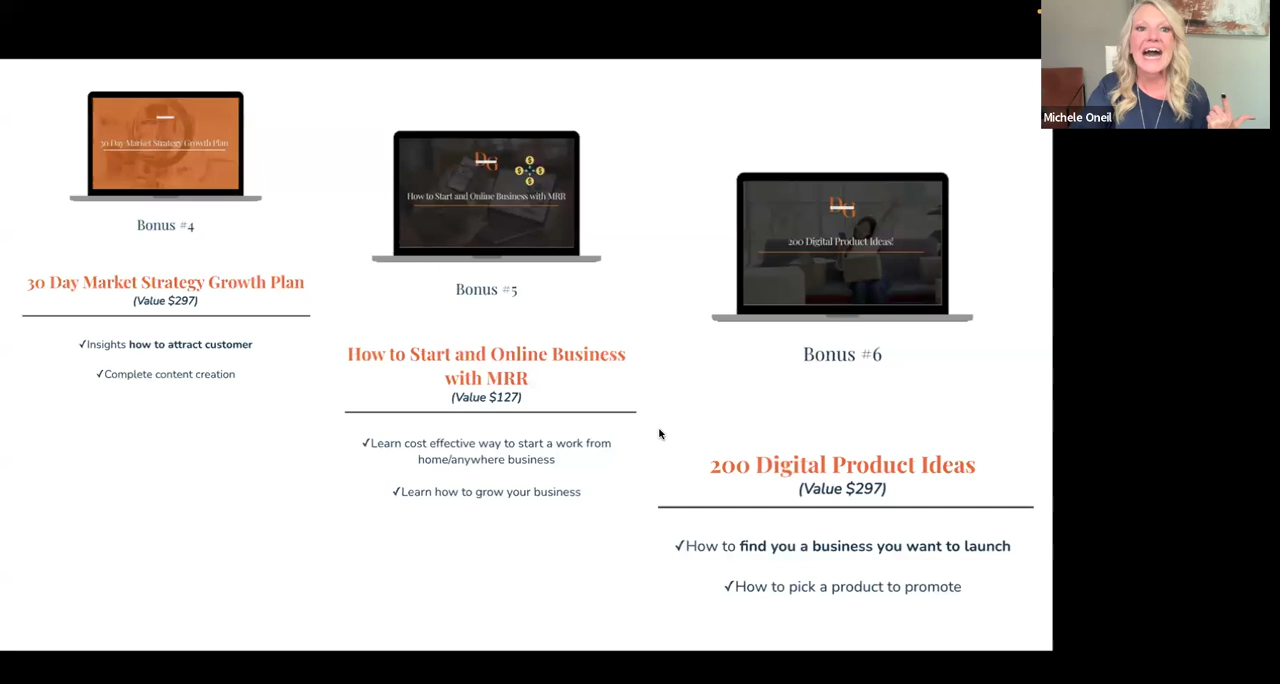 Michele Oneil
30 Day Market Strategy Growth Plan
Bonus #4
30 Day Market Strategy Growth Plan
(Value $297)
✓Insights how to attract customer
✓Complete content creation
DG
How to Start and Online Business with MRR
Bonus #5
How to Start and Online Business
with MRR
(Value $127)
✓Learn cost effective way to start a work from
home/anywhere business
✓Learn how to grow your business
DG
200 Digital Product Ideas!
Bonus #6
200 Digital Product Ideas
(Value $297)
✓How to find you a business you want to launch
✓How to pick a product to promote